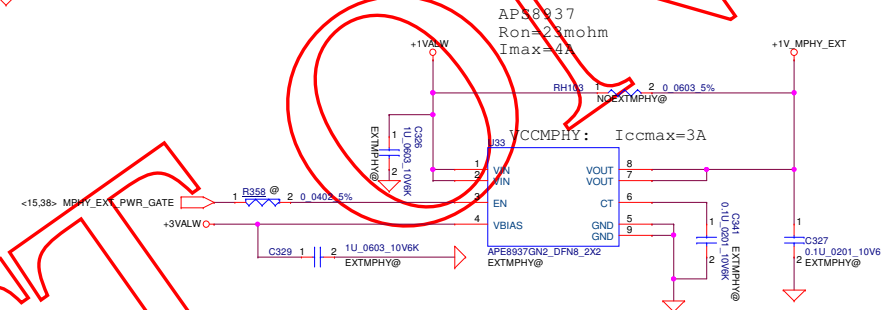 APS8937
Ron=23mohm
Imax=4A
+1VALW
+1V_MPHY_EXT
RH103 1 2 0_0603_5%
NOEXTMPHY@
VCCMPHY: Iccmax=3A
1
2
C326
1U_0603_10V6K
EXTMPHY@
U33
1 VIN VOUT 8
2 VIN VOUT 7
3 EN CT 6
4 VBIAS GND 5
GND 9
APE8937GN2_DFN8_2X2
EXTMPHY@
R358 @
<15,38> MPHY_EXT_PWR_GATE 1 2 0_0402_5%
+3VALW
C329 1 2 1U_0603_10V6K
EXTMPHY@
1
2
C341
0.1U_0201_10V6K
EXTMPHY@
1
2
C327
0.1U_0201_10V6
EXTMPHY@